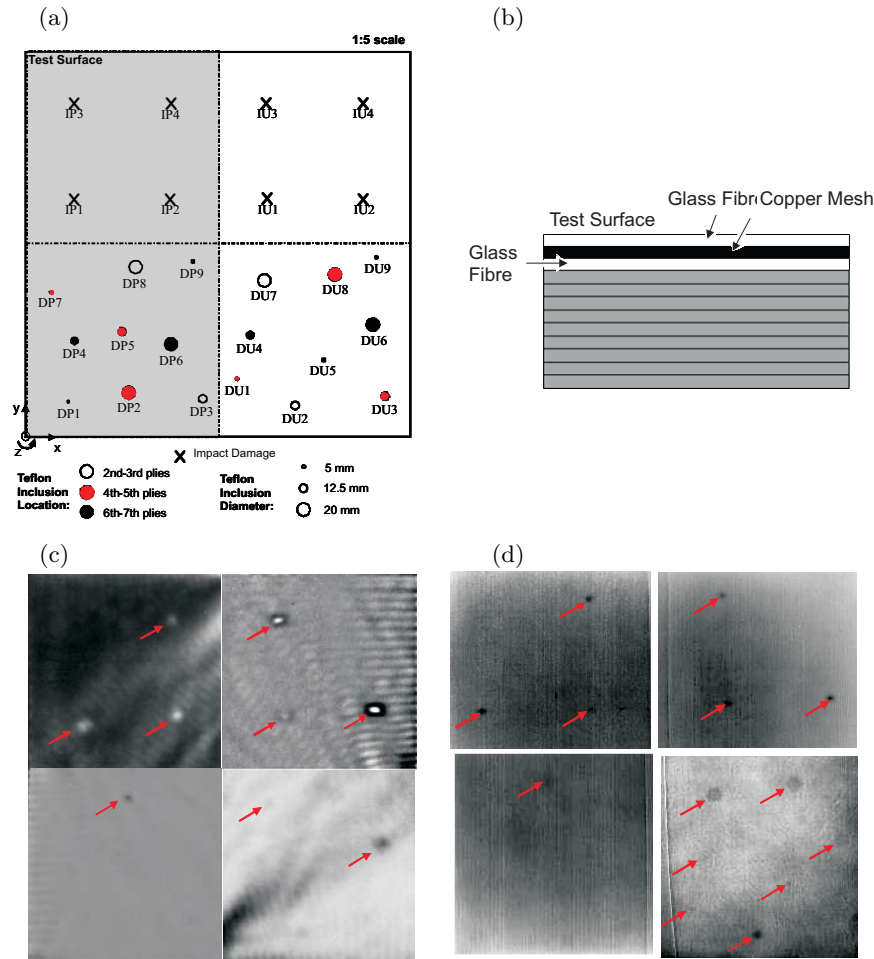 (a)
1:5 scale
Test Surface
IP3 IP4 IU3 IU4
IP1 IP2 IU1 IU2
DP9 DU9
DP8 DU7 DU8
DP7
DP4 DP5 DP6 DU4 DU6
DU5
DU1
DP1 DP2 DP3 DU2 DU3
y
z x
Impact Damage
Teflon Inclusion Location:
2nd-3rd plies
4th-5th plies
6th-7th plies
Teflon Inclusion Diameter:
5 mm
12.5 mm
20 mm
(b)
Glass Fibr Copper Mesh
Test Surface
Glass
Fibre
(c)
(d)